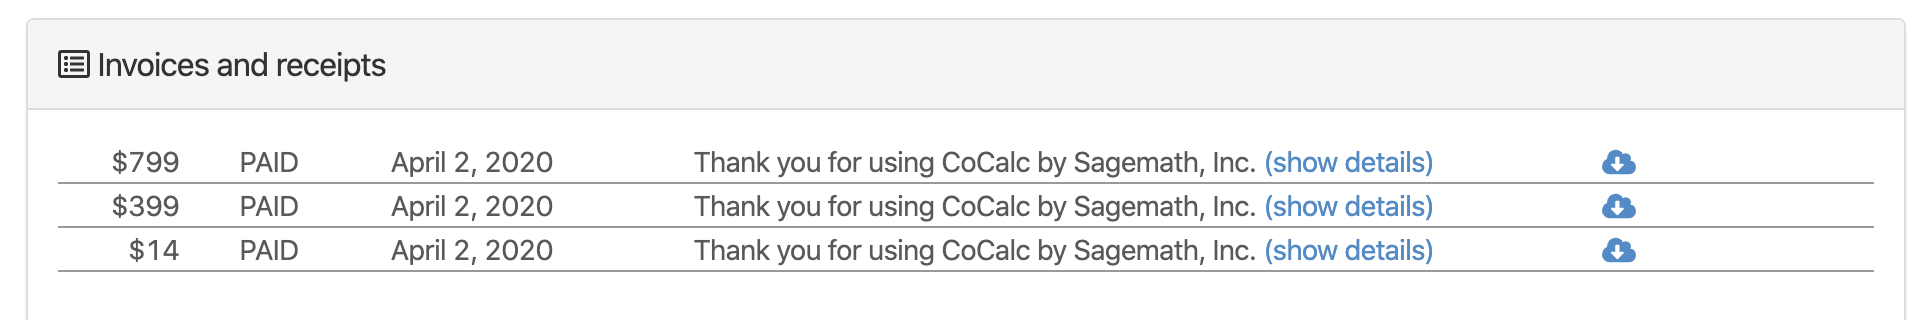 Invoices and receipts
$799 PAID April 2, 2020 Thank you for using CoCalc by Sagemath, Inc. (show details)
$399 PAID April 2, 2020 Thank you for using CoCalc by Sagemath, Inc. (show details)
$14 PAID April 2, 2020 Thank you for using CoCalc by Sagemath, Inc. (show details)